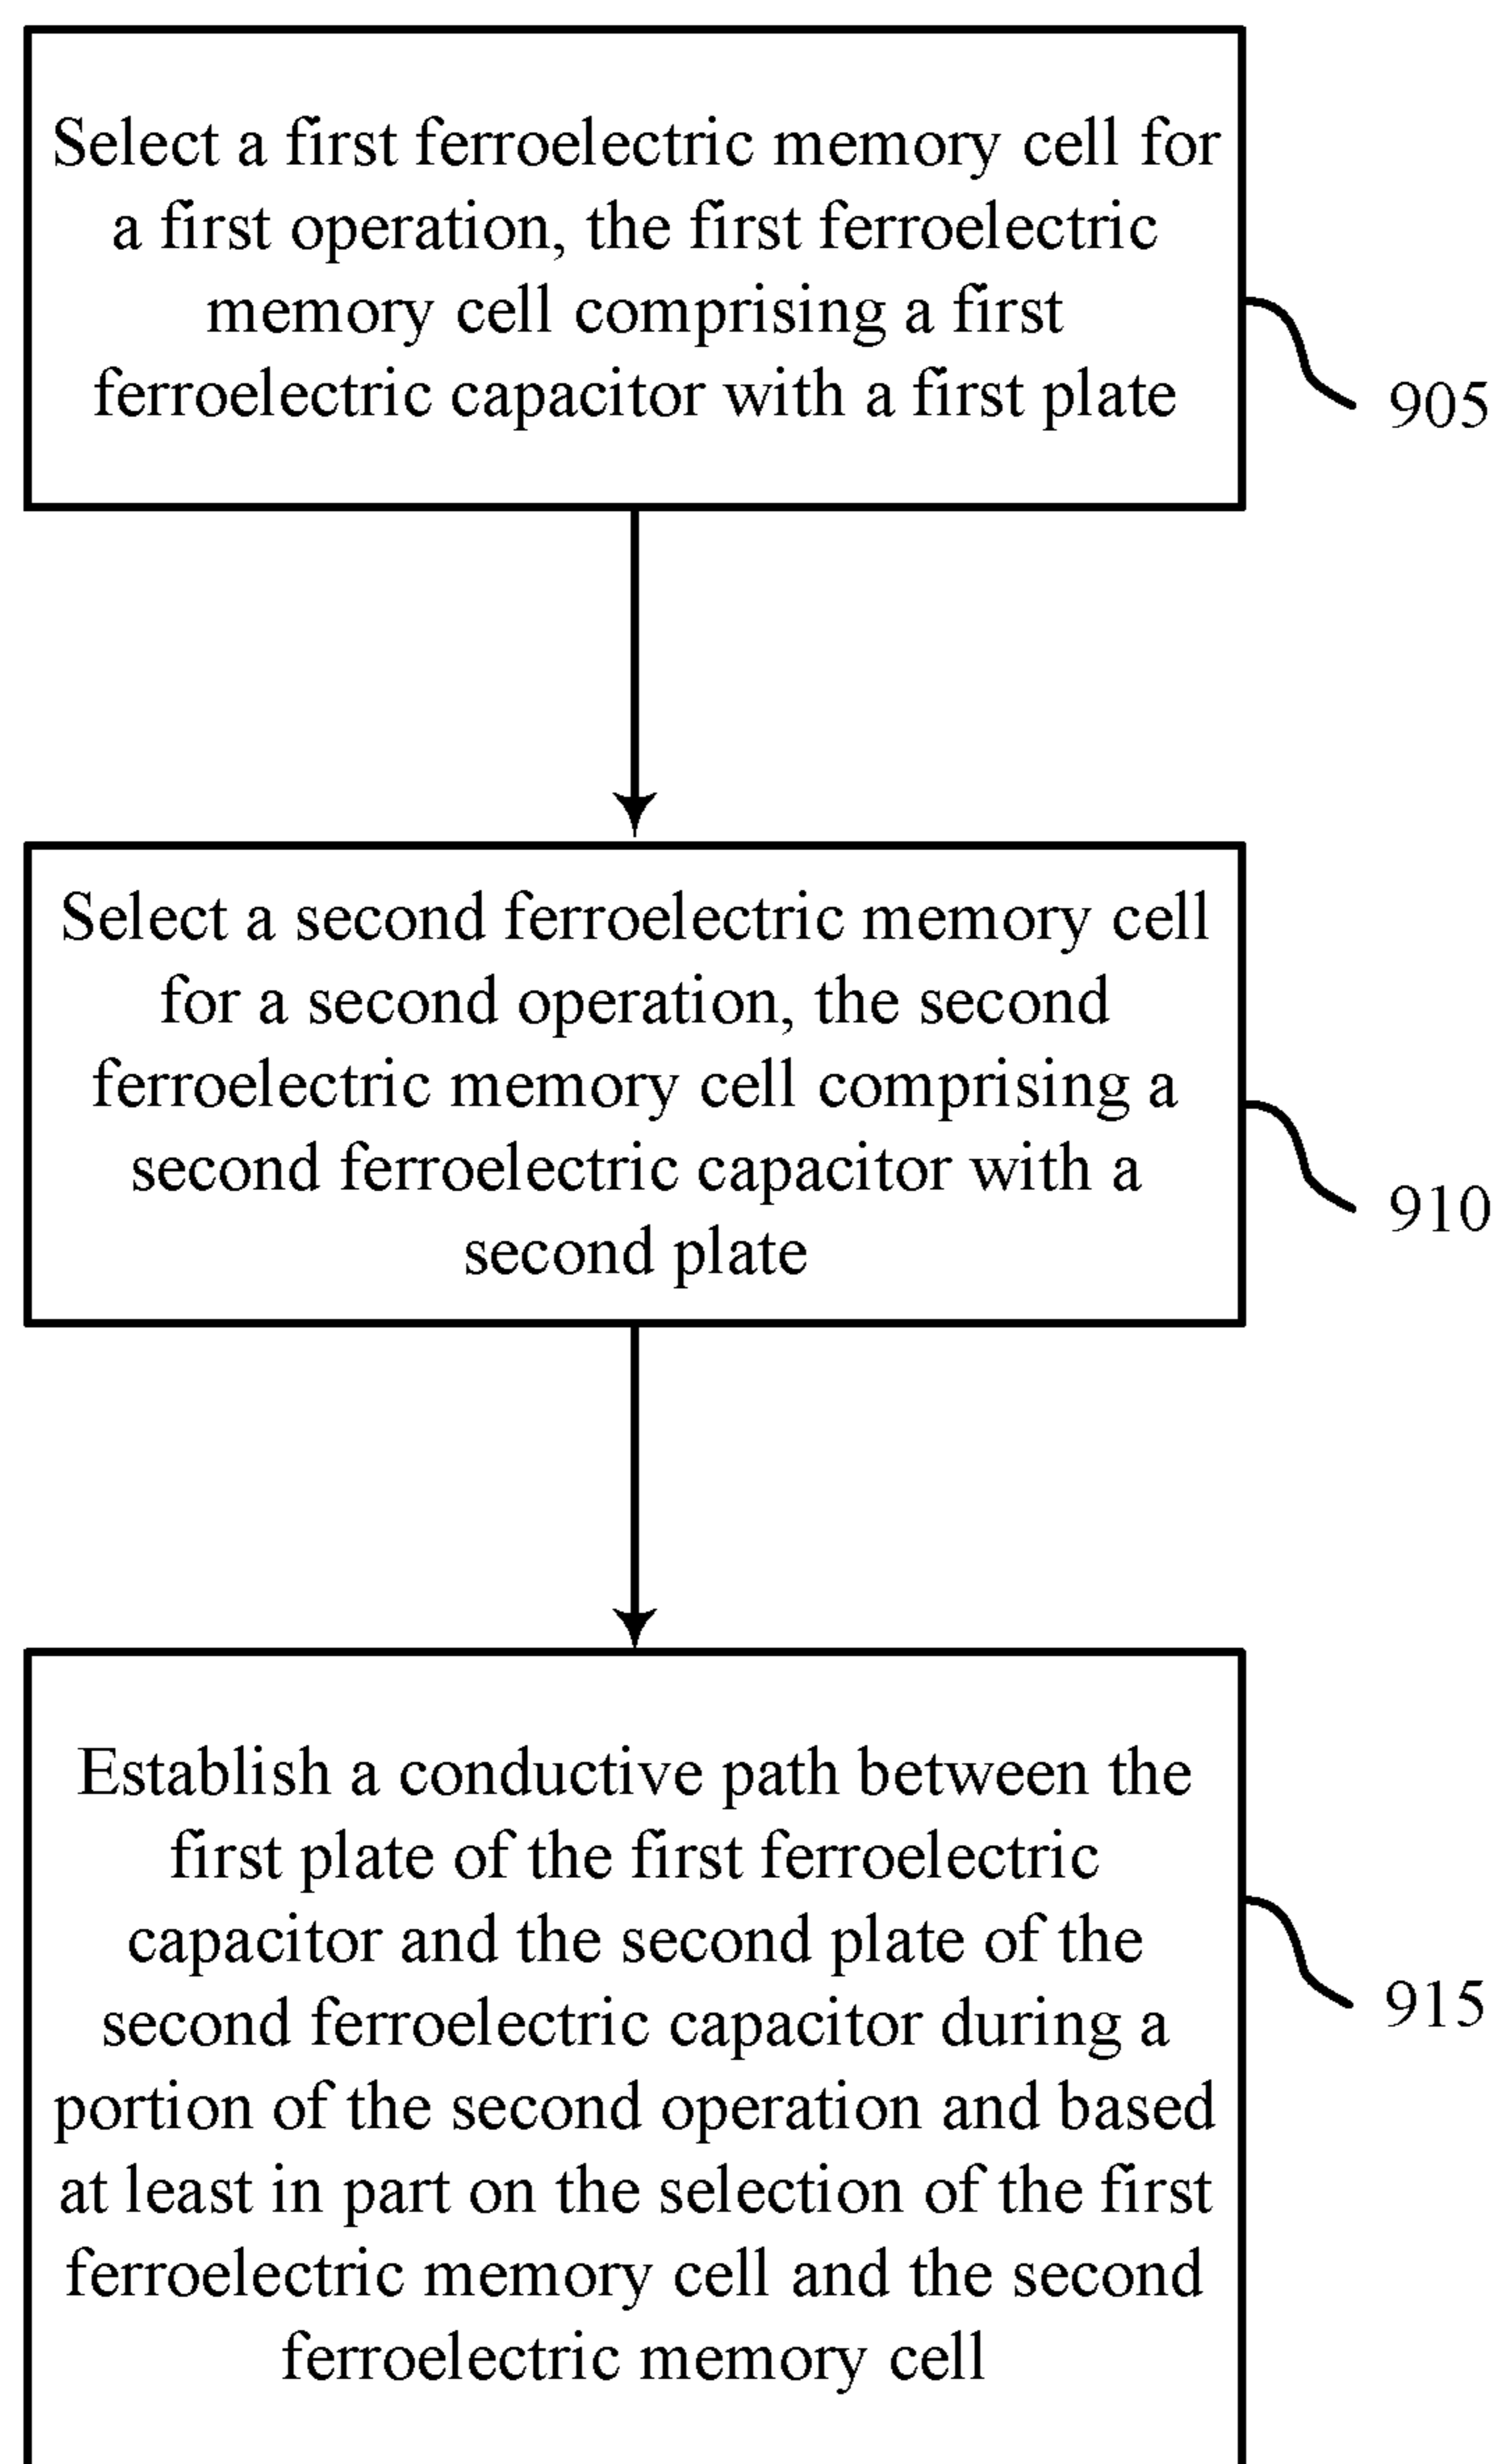 Select a first ferroelectric memory cell for
a first operation, the first ferroelectric
memory cell comprising a first
ferroelectric capacitor with a first plate
905
Select a second ferroelectric memory cell
for a second operation, the second
ferroelectric memory cell comprising a
second ferroelectric capacitor with a
second plate
910
Establish a conductive path between the
first plate of the first ferroelectric
capacitor and the second plate of the
second ferroelectric capacitor during a
portion of the second operation and based
at least in part on the selection of the first
ferroelectric memory cell and the second
ferroelectric memory cell
915